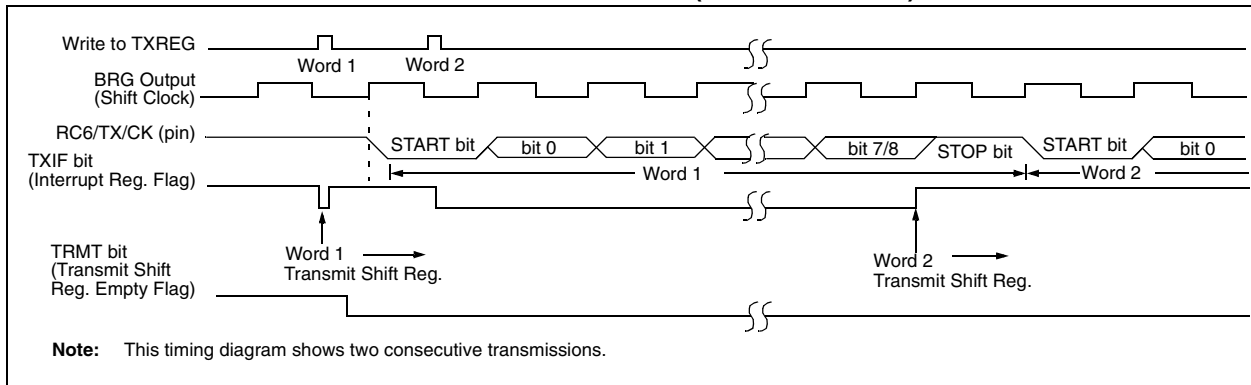 Write to TXREG
Word 1
Word 2
BRG Output
(Shift Clock)
RC6/TX/CK (pin)
START bit
bit 0
bit 1
bit 7/8
STOP bit
START bit
bit 0
TXIF bit
(Interrupt Reg. Flag)
Word 1
Word 2
Word 1
Transmit Shift Reg.
Word 2
Transmit Shift Reg.
TRMT bit
(Transmit Shift
Reg. Empty Flag)
Note: This timing diagram shows two consecutive transmissions.